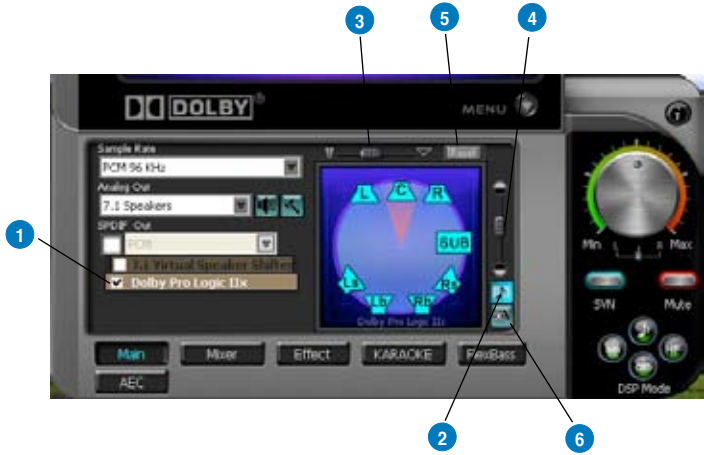 3
5
4
DOLBY®
MENU
Sample Rate
PCM 96 KHz
Reset
Analog Out
7.1 Speakers
L
C
R
1
SPDIF Out
PCM
SUB
Min
L
R
Max
7.1 Virtual Speaker Shifter
Dolby Pro Logic IIx
Ls
Rs
Lb
Rb
Dolby Pro Logic IIx
SVN
Mute
Main
Mixer
Effect
KARAOKE
FlexBass
AEC
DSP Mode
2
6